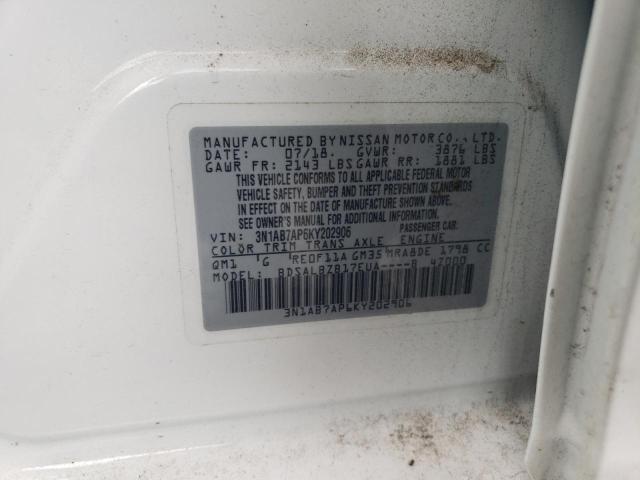 MANUFACTURED BY NISSAN MOTOR CO., LTD.
DATE: 07/18. GVWR: 3876 LBS
GAWR FR: 2143 LBS GAWR RR: 1881 LBS
THIS VEHICLE CONFORMS TO ALL APPLICABLE FEDERAL MOTOR
VEHICLE SAFETY, BUMPER AND THEFT PREVENTION STANDARDS
IN EFFECT ON THE DATE OF MANUFACTURE SHOWN ABOVE.
SEE OWNER'S MANUAL FOR ADDITIONAL INFORMATION.
VIN: 3N1AB7AP6KY202906 PASSENGER CAR.
COLOR TRIM TRANS AXLE ENGINE
QM1 G RE0F11A GM35 MRA8DE 1798 CC
MODEL: BDSALBZB17EUA----B 4Z000
3N1AB7AP6KY202906